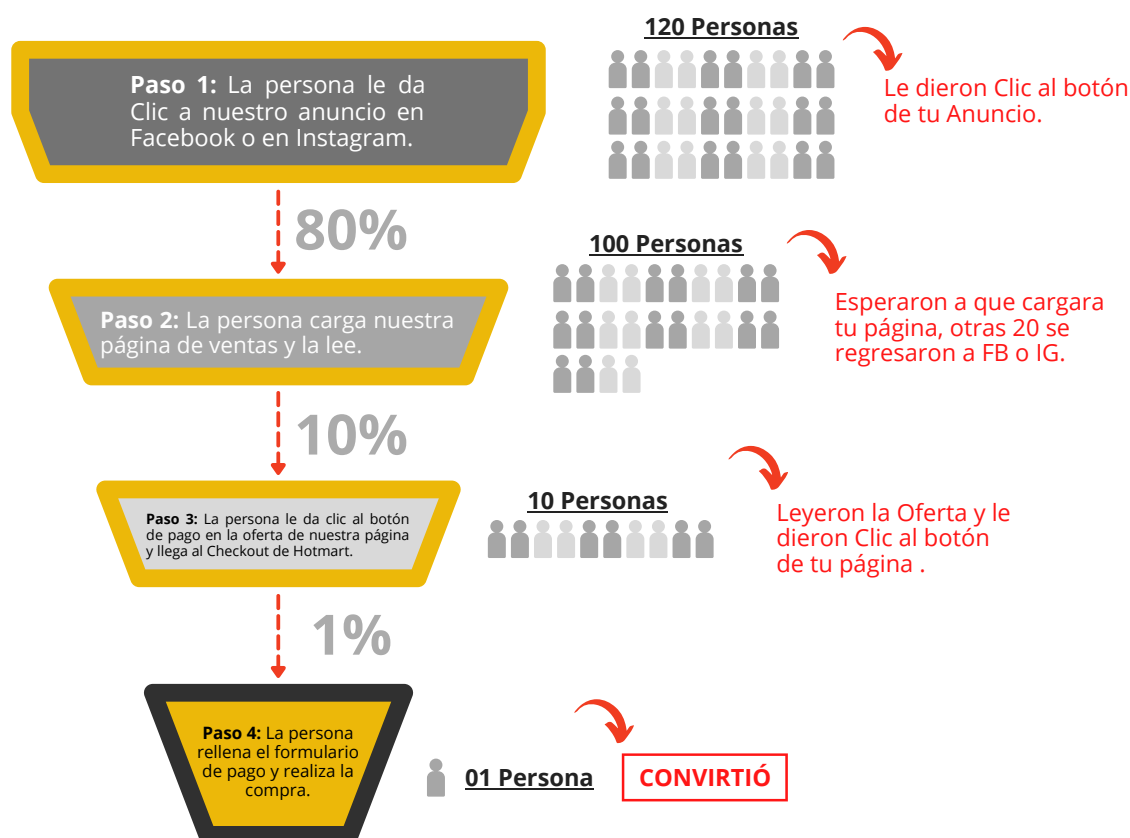 120 Personas
Paso 1: La persona le da
Clic a nuestro anuncio en
Facebook o en Instagram.
Le dieron Clic al botón
de tu Anuncio.
80%
100 Personas
Paso 2: La persona carga nuestra
página de ventas y la lee.
Esperaron a que cargara
tu página, otras 20 se
regresaron a FB o IG.
10%
10 Personas
Paso 3: La persona le da clic al botón
de pago en la oferta de nuestra página
y llega al Checkout de Hotmart.
Leyeron la Oferta y le
dieron Clic al botón
de tu página .
1%
Paso 4: La persona
rellena el formulario
de pago y realiza la
compra.
01 Persona
CONVIRTIÓ